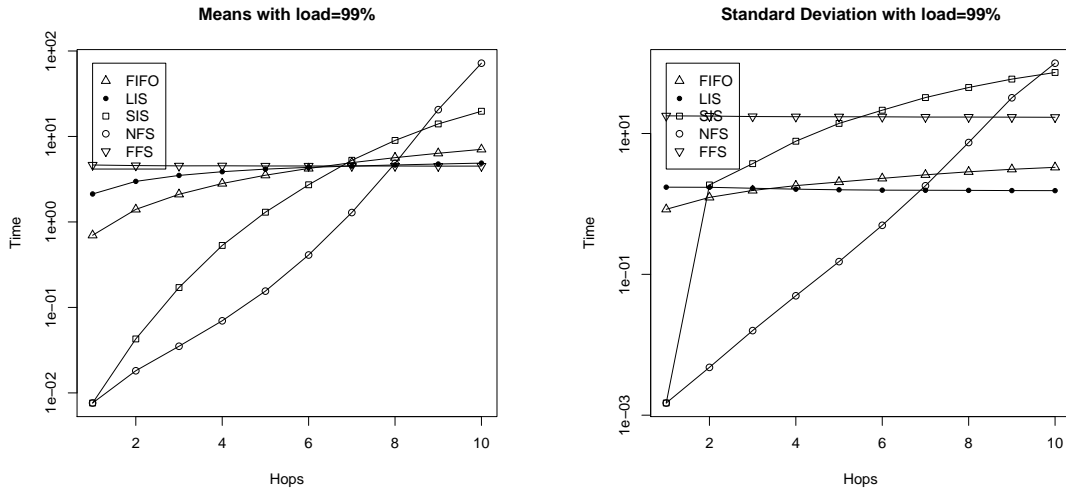 Means with load=99%
1e+02
1e+01
1e+00
1e-01
1e-02
Time
FIFO
LIS
SIS
NFS
FFS
2 4 6 8 10
Hops
Standard Deviation with load=99%
1e+01
1e-01
1e-03
Time
FIFO
LIS
SIS
NFS
FFS
2 4 6 8 10
Hops